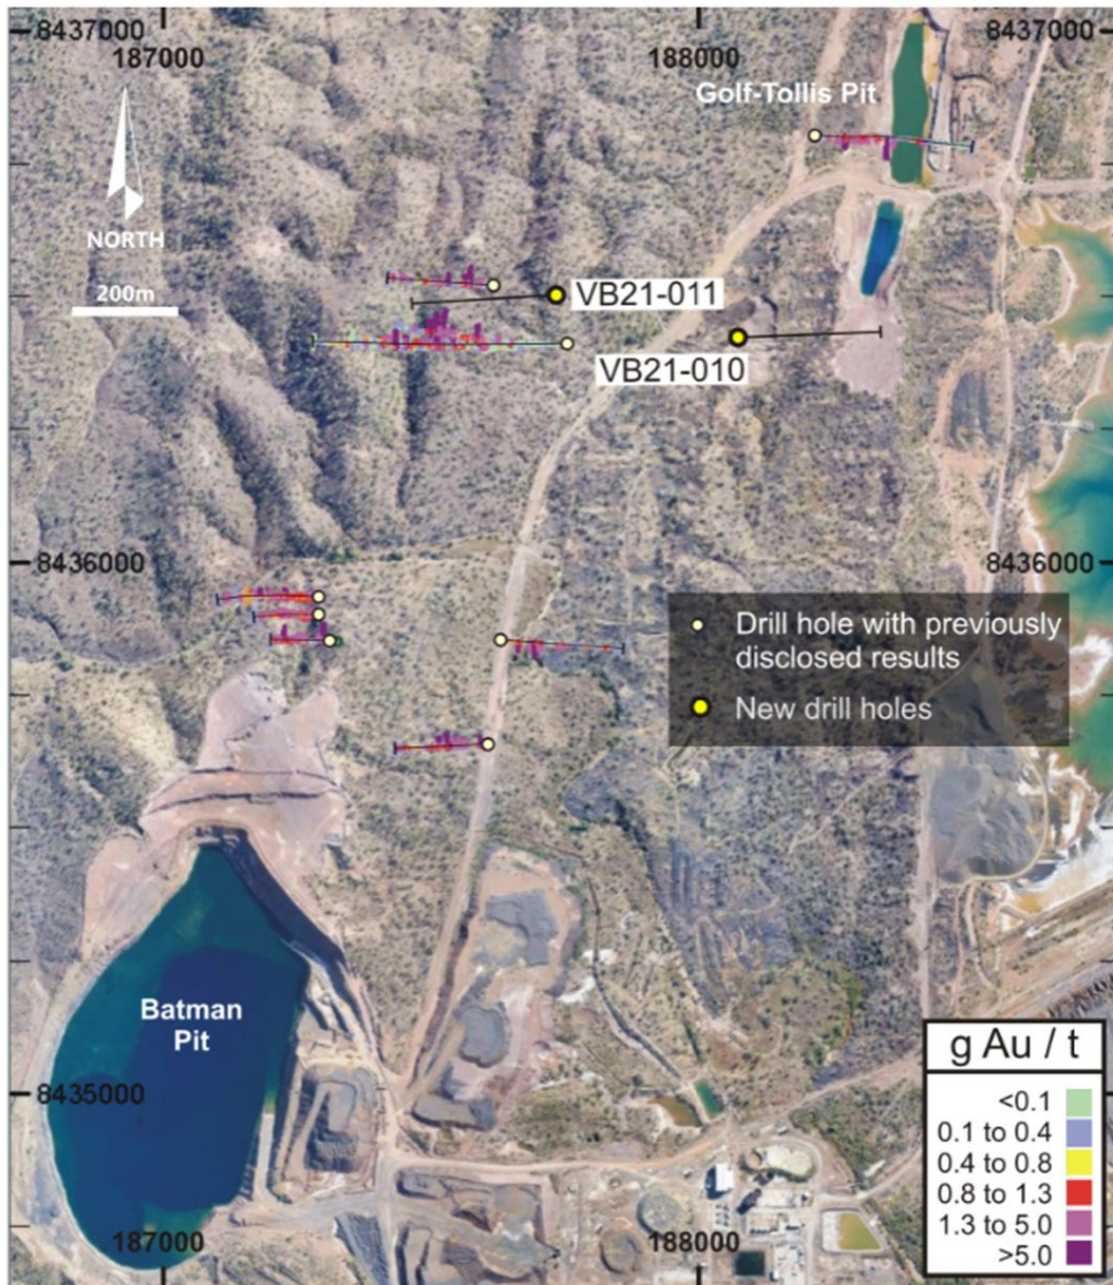 8437000
187000
188000
8437000
Golf-Tollis Pit
NORTH
200m
VB21-011
VB21-010
8436000
8436000
Drill hole with previously
disclosed results
New drill holes
Batman
Pit
8435000
187000
188000
g Au / t
<0.1
0.1 to 0.4
0.4 to 0.8
0.8 to 1.3
1.3 to 5.0
>5.0